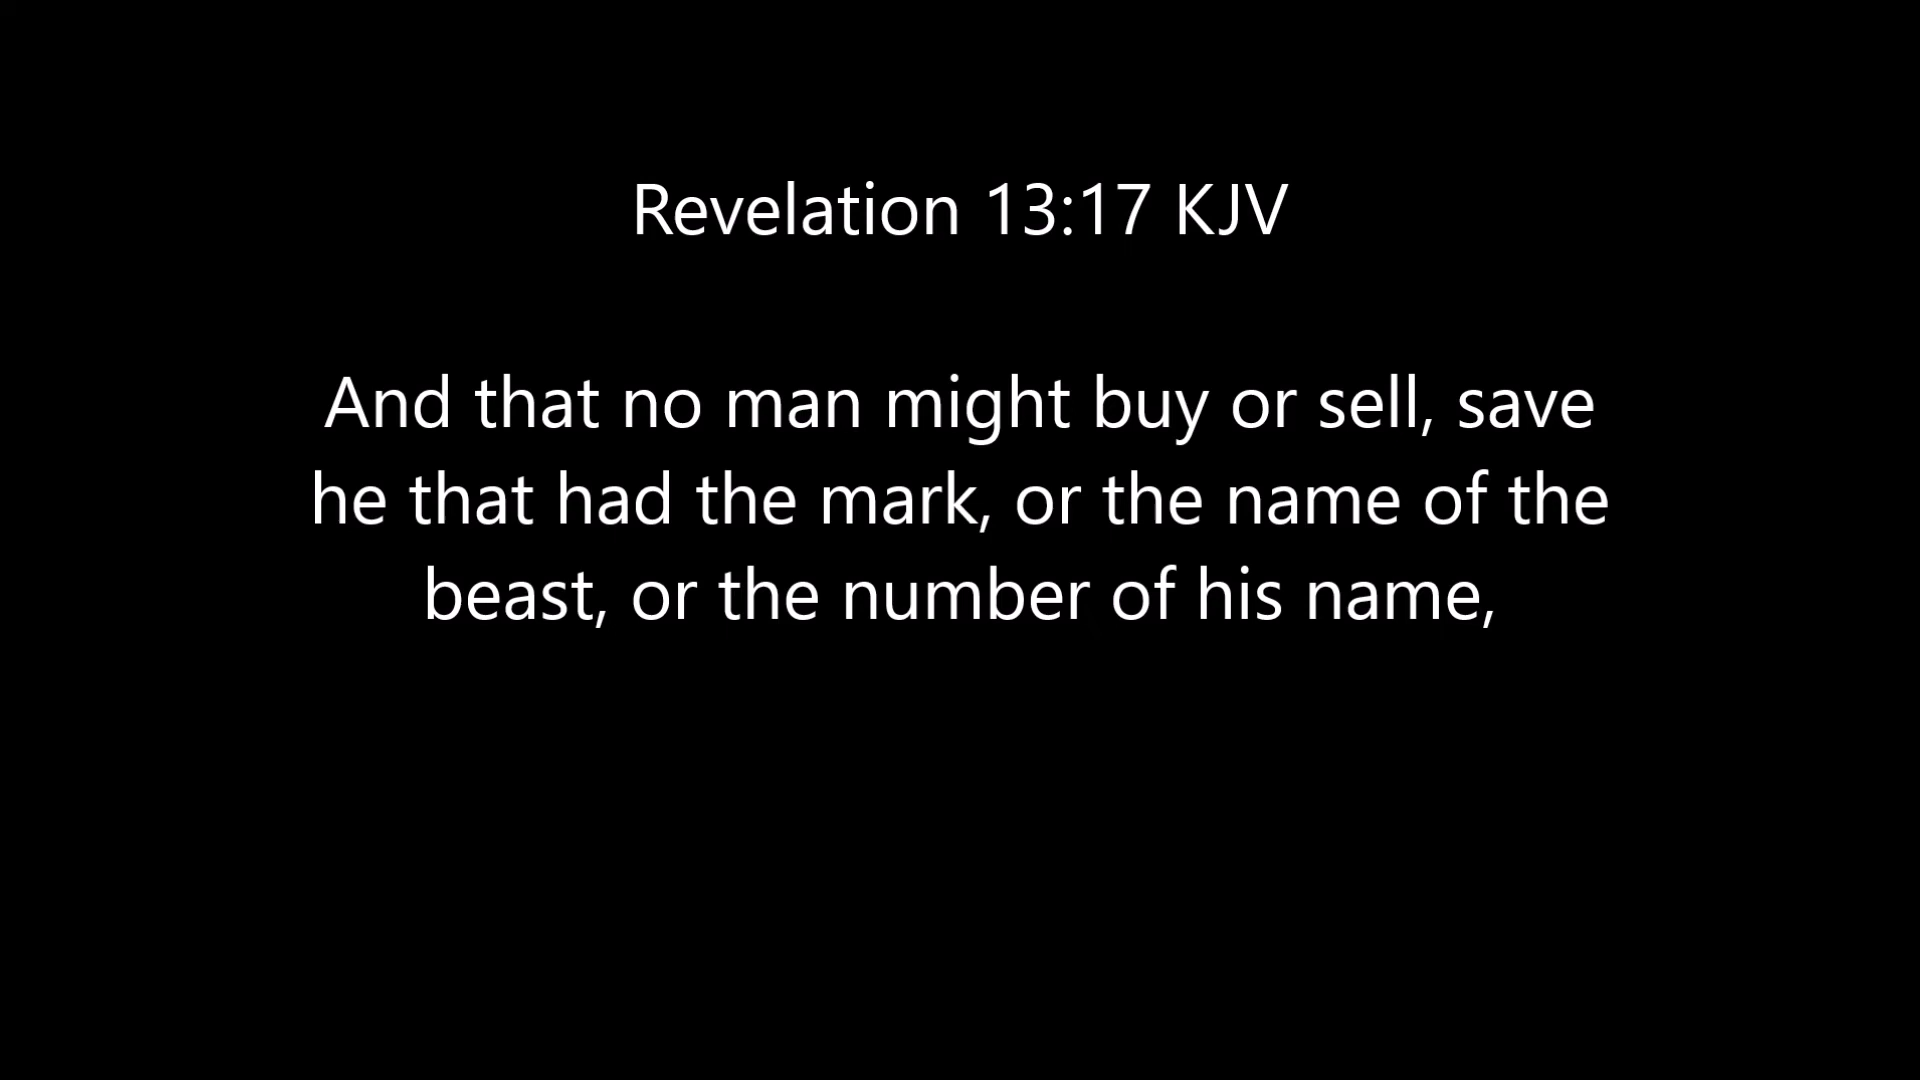 Revelation 13:17 KJV
And that no man might buy or sell, save
he that had the mark, or the name of the
beast, or the number of his name,